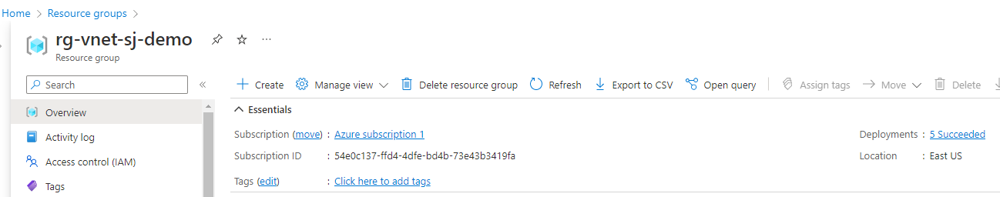 Home > Resource groups >
rg-vnet-sj-demo ...
Resource group
Search «
Create Manage view Delete resource group Refresh Export to CSV Open query Assign tags Move Delete
Overview
Activity log
Access control (IAM)
Tags
Essentials
Subscription (move) : Azure subscription 1
Subscription ID : 54e0c137-ffd4-4dfe-bd4b-73e43b3419fa
Tags (edit) : Click here to add tags
Deployments : 5 Succeeded
Location : East US